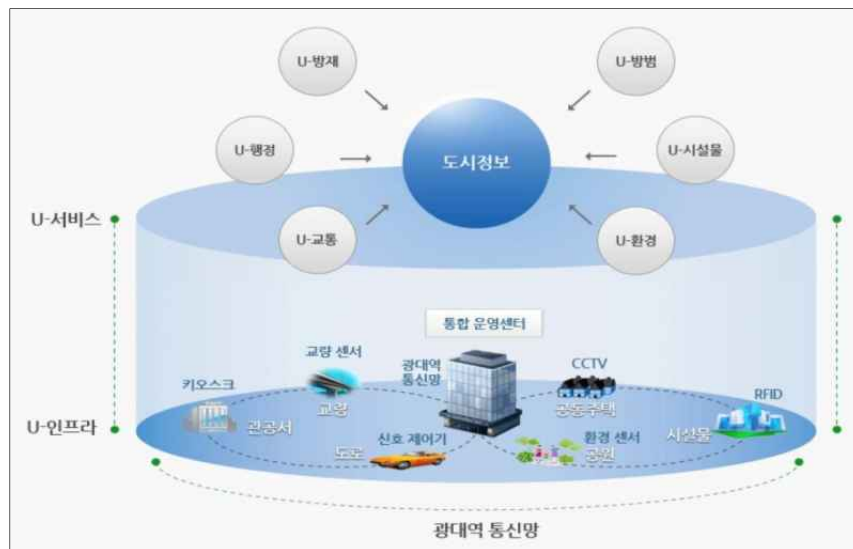 U-방재
U-방범
U-행정
도시정보
U-시설물
U-서비스
U-교통
U-환경
통합 운영센터
교량 센서
광대역
통신망
CCTV
키오스크
교량
공동주택
RFID
U-인프라
관공서
신호 제어기
환경 센서
시설물
도로
공원
광대역 통신망